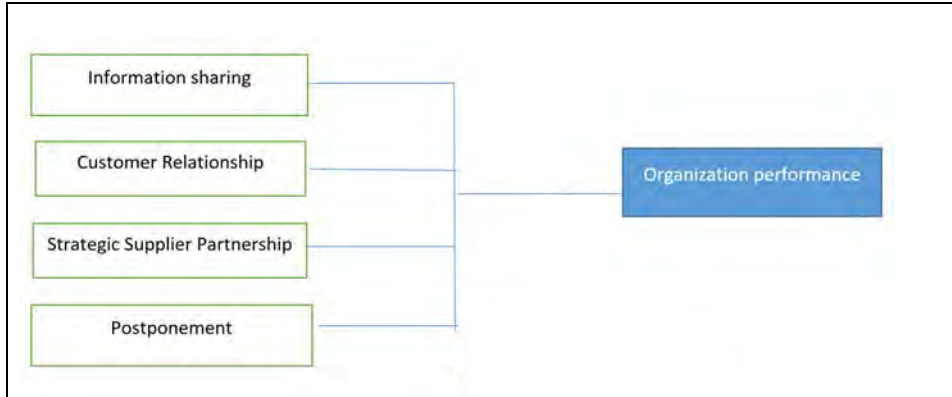 Information sharing
Customer Relationship
Strategic Supplier Partnership
Postponement
Organization performance